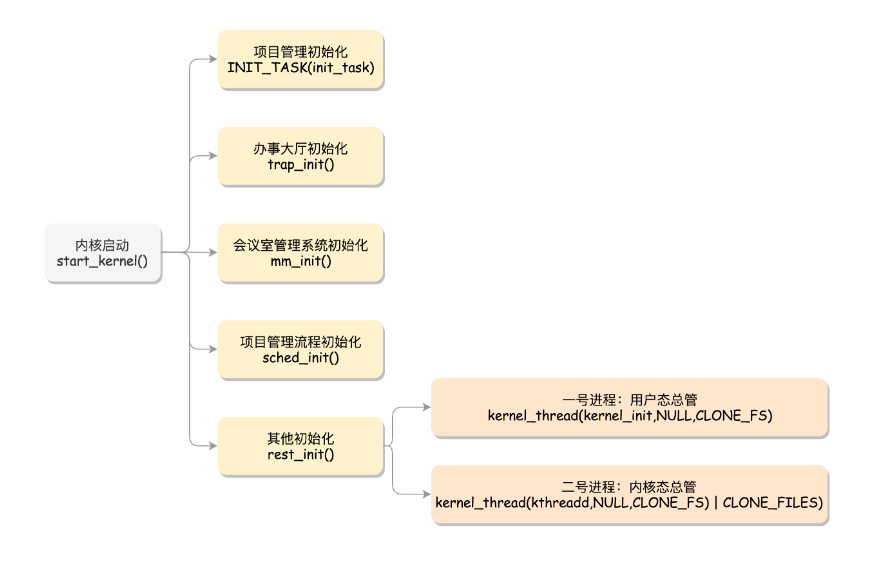 项目管理初始化
INIT_TASK(init_task)
办事大厅初始化
trap_init()
内核启动
start_kernel()
会议室管理系统初始化
mm_init()
项目管理流程初始化
sched_init()
其他初始化
rest_init()
一号进程：用户态总管
kernel_thread(kernel_init,NULL,CLONE_FS)
二号进程：内核态总管
kernel_thread(kthreadd,NULL,CLONE_FS) | CLONE_FILES)